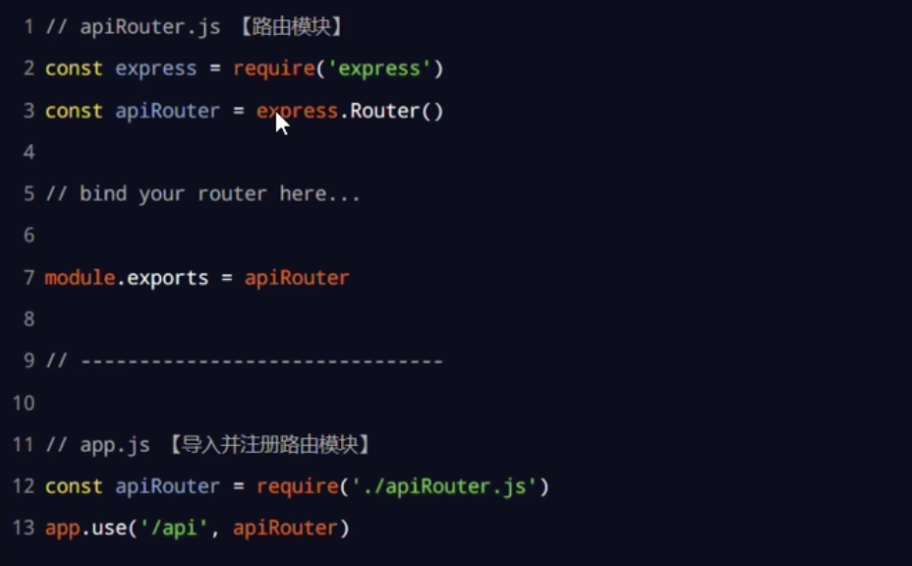 1 // apiRouter.js 【路由模块】
2 const express = require('express')
3 const apiRouter = express.Router()
4
5 // bind your router here...
6
7 module.exports = apiRouter
8
9 // -------------------------------
10
11 // app.js 【导入并注册路由模块】
12 const apiRouter = require('./apiRouter.js')
13 app.use('/api', apiRouter)